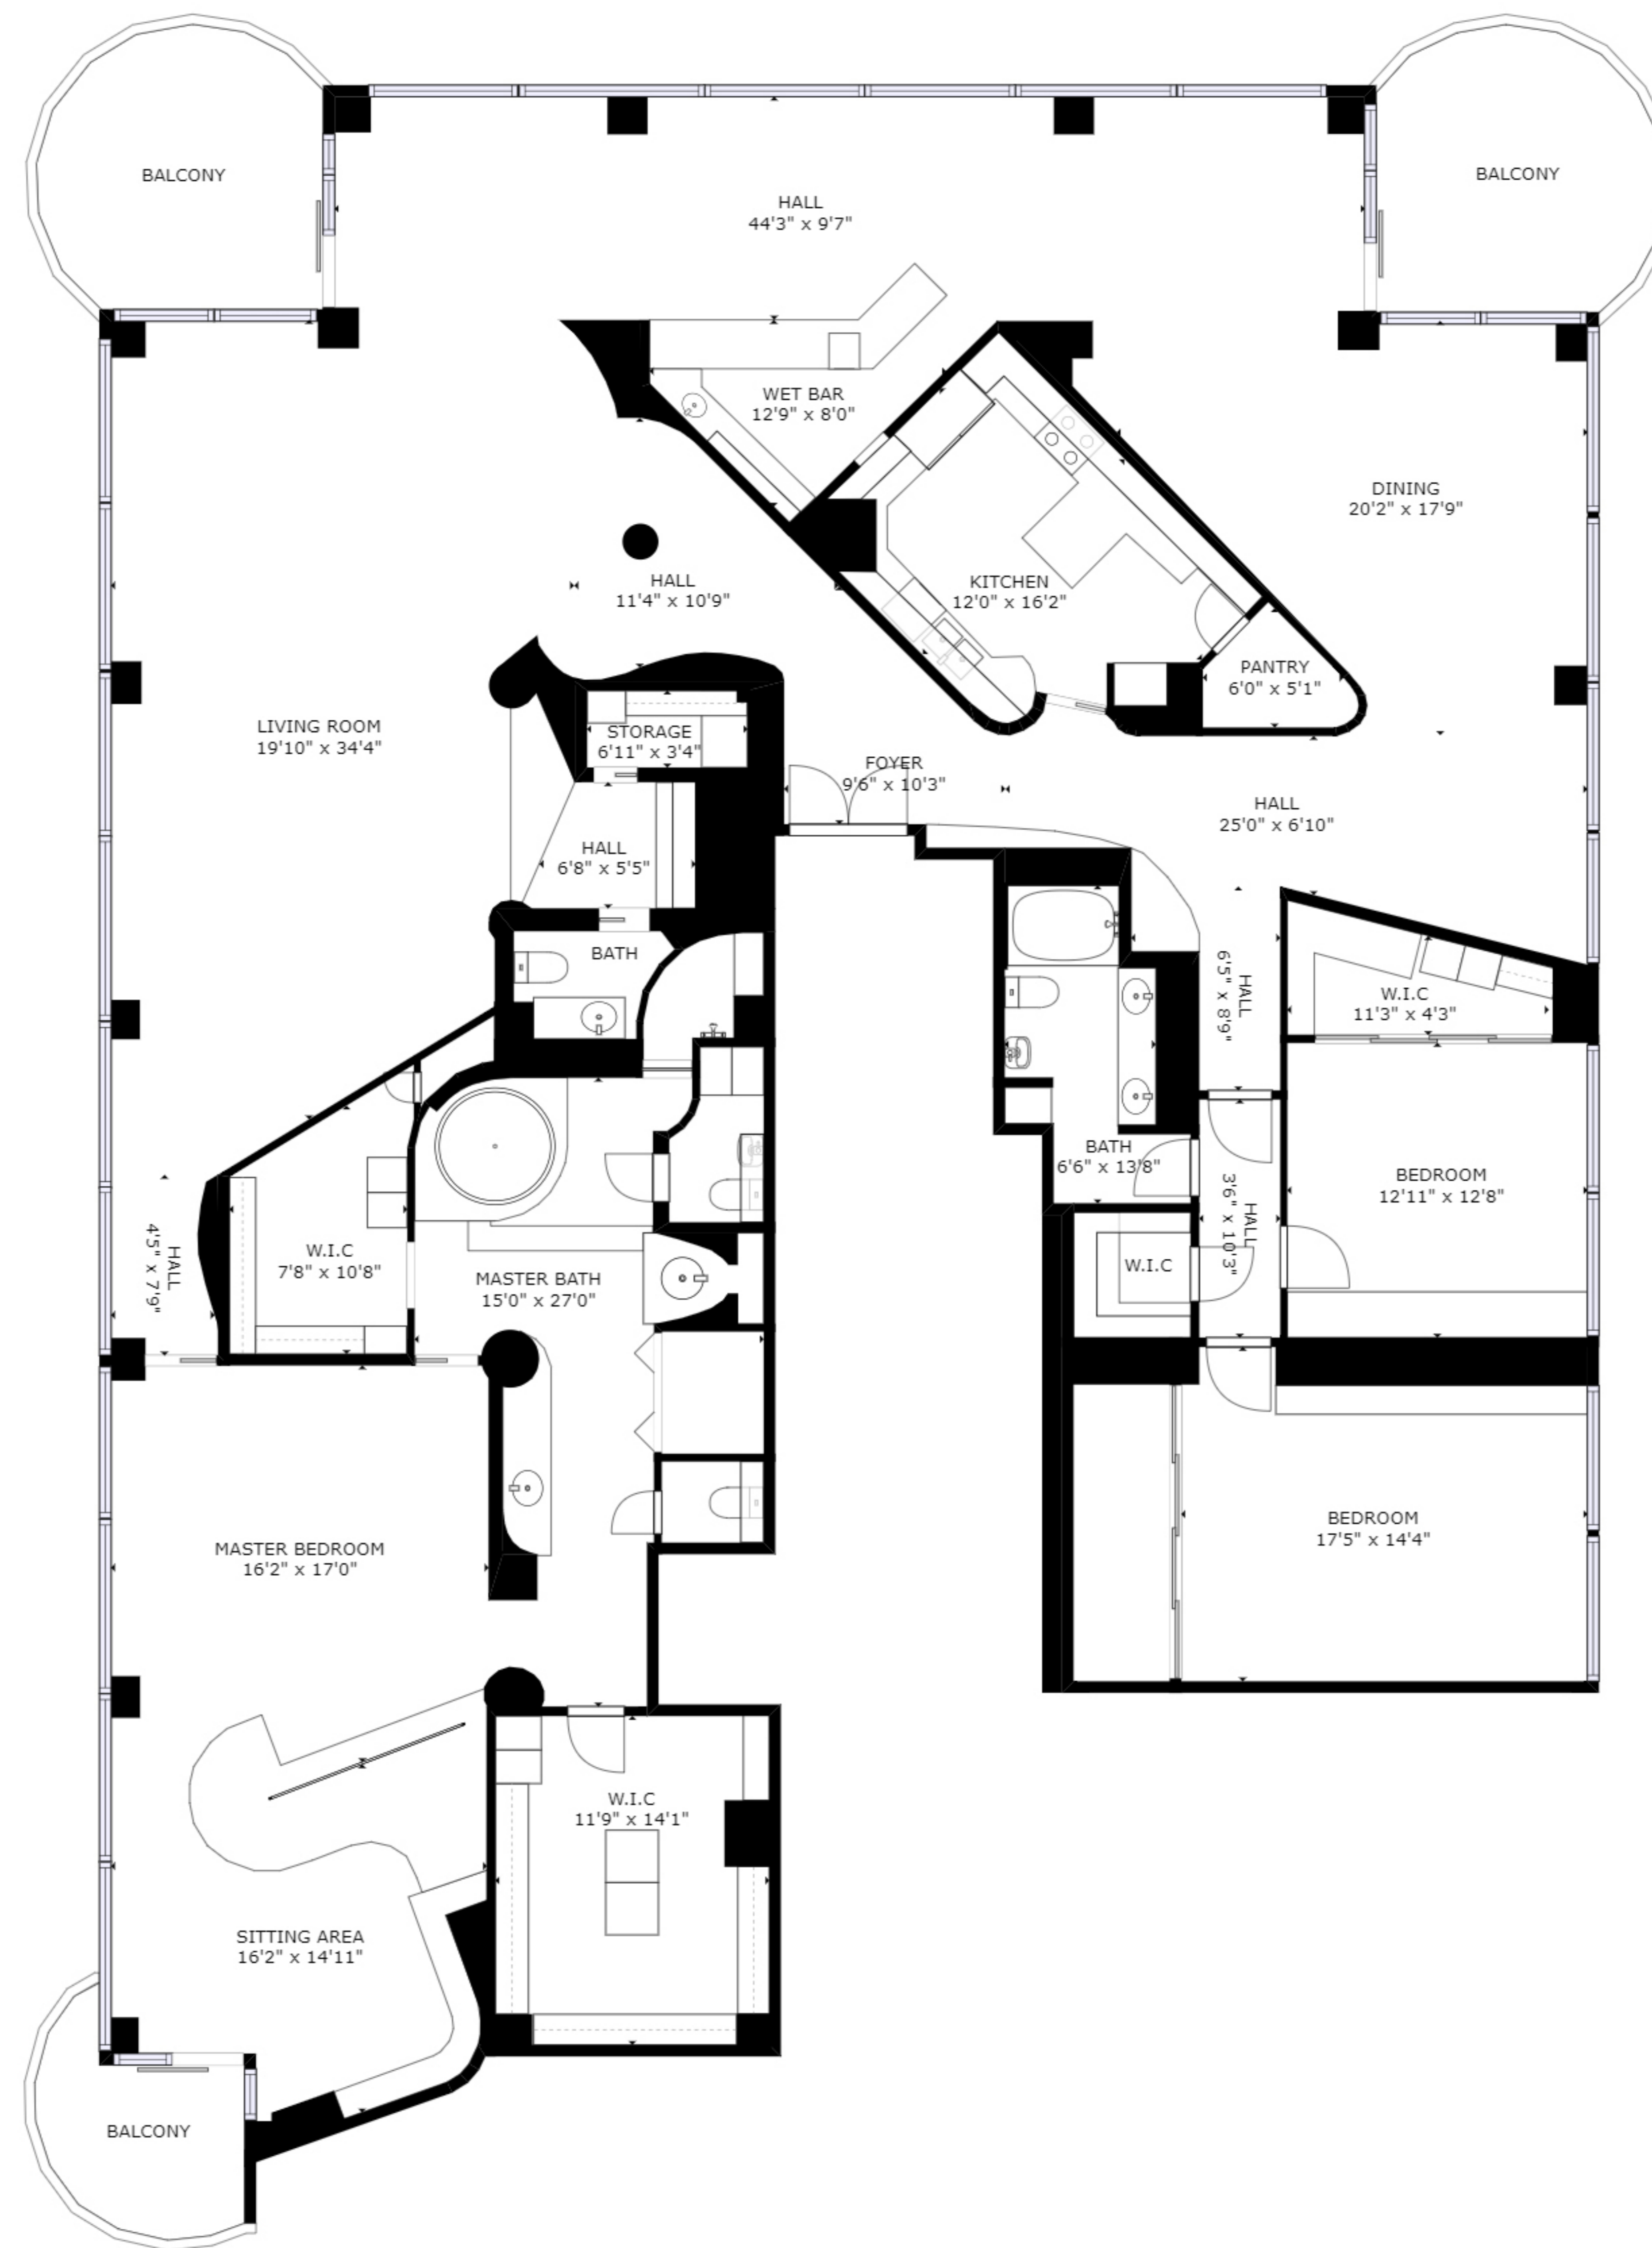 BALCONY
BALCONY
HALL
44'3" x 9'7"
WET BAR
12'9" x 8'0"
DINING
20'2" x 17'9"
HALL
11'4" x 10'9"
KITCHEN
12'0" x 16'2"
PANTRY
6'0" x 5'1"
LIVING ROOM
19'10" x 34'4"
STORAGE
6'11" x 3'4"
FOYER
9'6" x 10'3"
HALL
25'0" x 6'10"
HALL
6'8" x 5'5"
BATH
HALL
6'5" x 8'9"
W.I.C
11'3" x 4'3"
BATH
6'6" x 13'8"
BEDROOM
12'11" x 12'8"
HALL
3'6" x 10'3"
HALL
4'5" x 7'9"
W.I.C
7'8" x 10'8"
MASTER BATH
15'0" x 27'0"
W.I.C
BEDROOM
17'5" x 14'4"
MASTER BEDROOM
16'2" x 17'0"
W.I.C
11'9" x 14'1"
SITTING AREA
16'2" x 14'11"
BALCONY